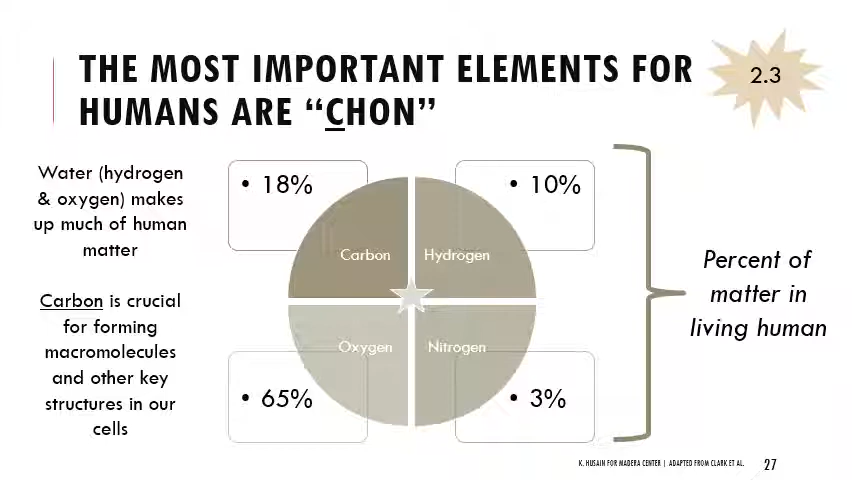 THE MOST IMPORTANT ELEMENTS FOR
HUMANS ARE “CHON”
2.3
Water (hydrogen
& oxygen) makes
up much of human
matter
Carbon is crucial
for forming
macromolecules
and other key
structures in our
cells
• 18%
• 10%
Carbon
Hydrogen
Oxygen
Nitrogen
• 65%
• 3%
Percent of
matter in
living human
K. HUSAIN FOR MADERA CENTER | ADAPTED FROM CLARK ET AL.
27